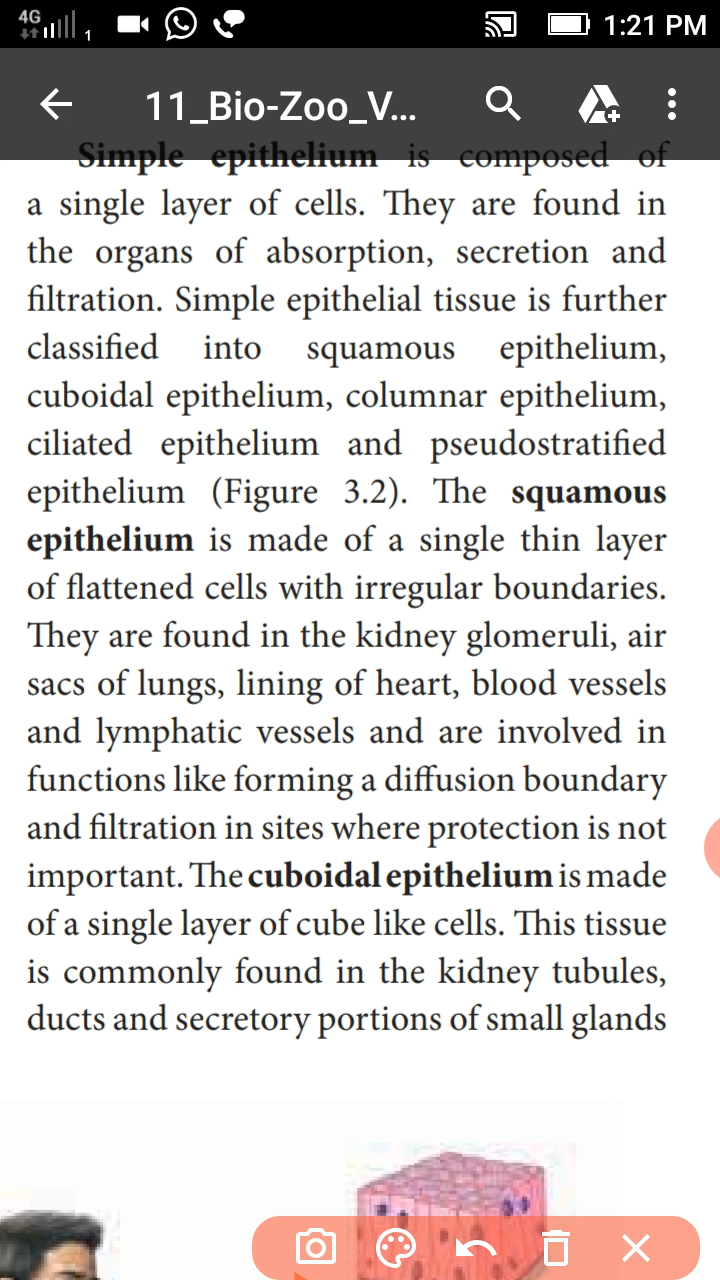 4G 1 1:21 PM
11_Bio-Zoo_V...
Simple epithelium is composed of
a single layer of cells. They are found in
the organs of absorption, secretion and
filtration. Simple epithelial tissue is further
classified into squamous epithelium,
cuboidal epithelium, columnar epithelium,
ciliated epithelium and pseudostratified
epithelium (Figure 3.2). The squamous
epithelium is made of a single thin layer
of flattened cells with irregular boundaries.
They are found in the kidney glomeruli, air
sacs of lungs, lining of heart, blood vessels
and lymphatic vessels and are involved in
functions like forming a diffusion boundary
and filtration in sites where protection is not
important. The cuboidal epithelium is made
of a single layer of cube like cells. This tissue
is commonly found in the kidney tubules,
ducts and secretory portions of small glands